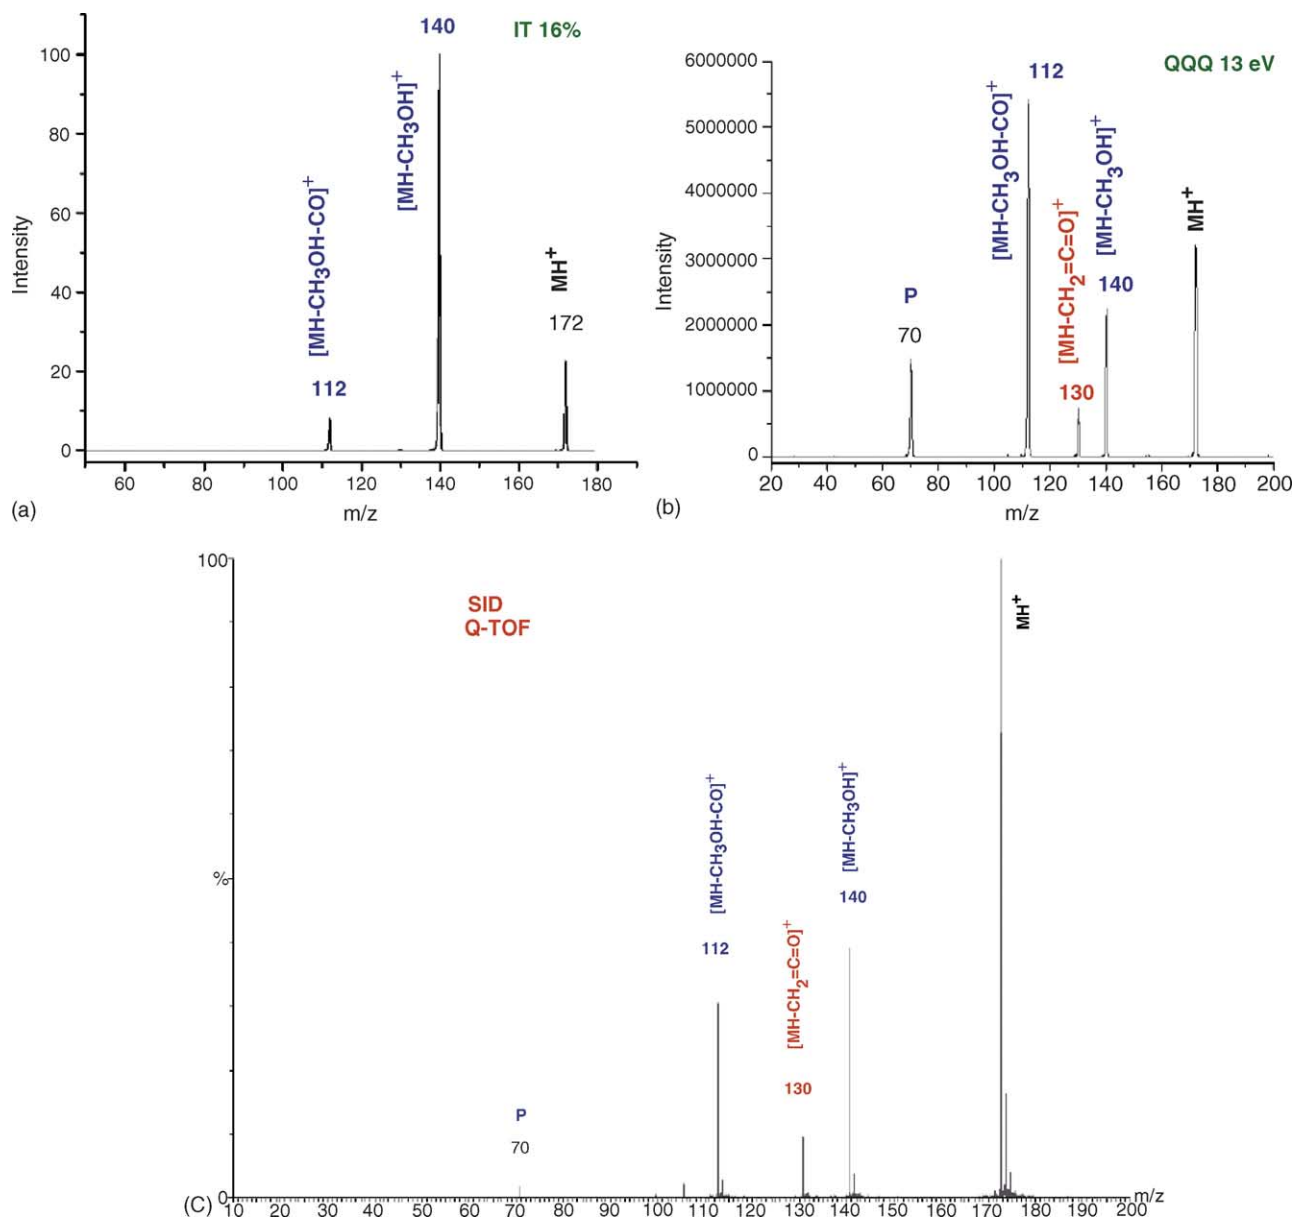 IT 16%
140
[MH-CH3OH]+
[MH-CH3OH-CO]+
112
MH+
172
Intensity
100
80
60
40
20
0
60 80 100 120 140 160 180
m/z
(a)
QQQ 13 eV
112
[MH-CH3OH-CO]+
[MH-CH3OH]+
140
[MH-CH2=C=O]+
130
MH+
P
70
Intensity
6000000
5000000
4000000
3000000
2000000
1000000
0
20 40 60 80 100 120 140 160 180 200
m/z
(b)
100
SID
Q-TOF
MH+
[MH-CH3OH-CO]+
112
[MH-CH2=C=O]+
130
[MH-CH3OH]+
140
P
70
%
0
10 20 30 40 50 60 70 80 90 100 110 120 130 140 150 160 170 180 190 200
m/z
(C)